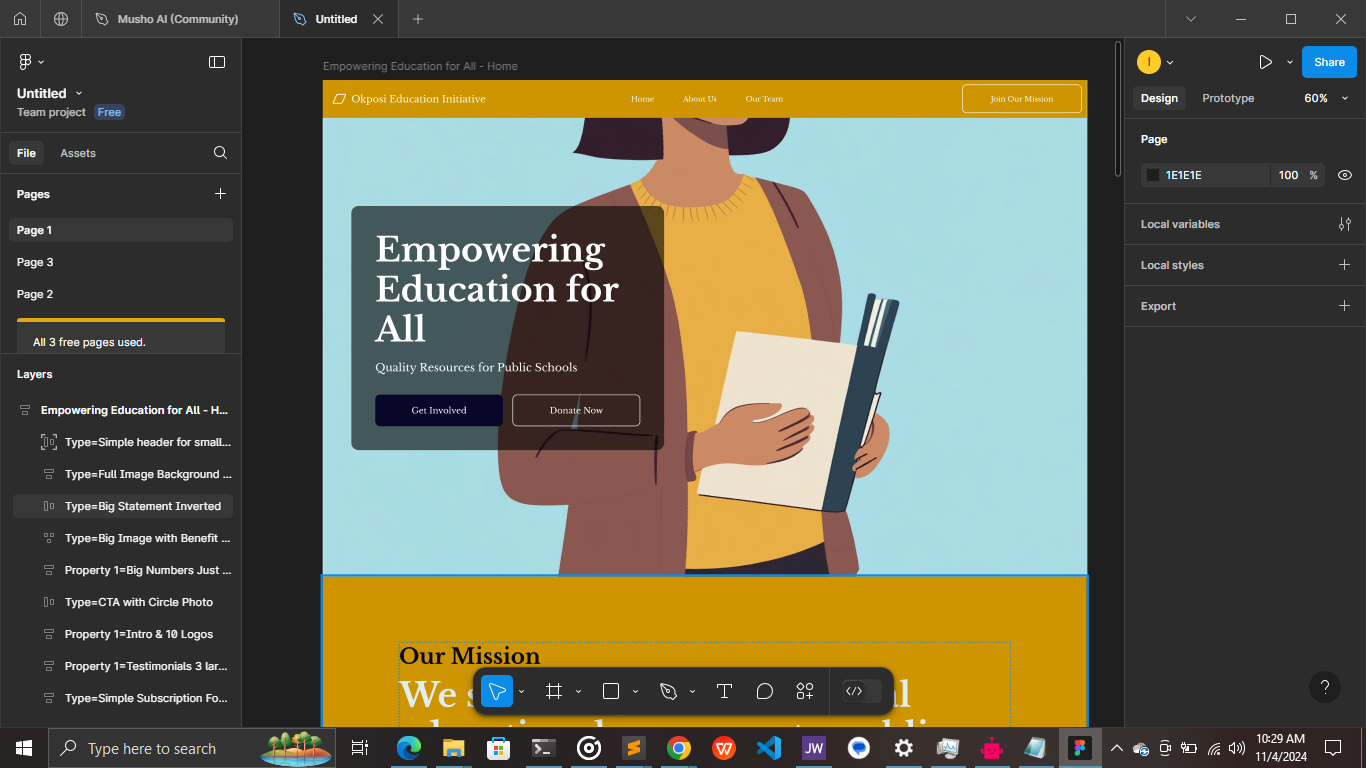 Musho AI (Community)
Untitled
Untitled
Team project Free
File Assets
Pages
Page 1
Page 3
Page 2
All 3 free pages used.
Layers
Empowering Education for All - H...
Type=Simple header for small...
Type=Full Image Background ...
Type=Big Statement Inverted
Type=Big Image with Benefit ...
Property 1=Big Numbers Just ...
Type=CTA with Circle Photo
Property 1=Intro & 10 Logos
Property 1=Testimonials 3 lar...
Type=Simple Subscription Fo...
Empowering Education for All - Home
Okposi Education Initiative Home About Us Our Team Join Our Mission
Empowering
Education for
All
Quality Resources for Public Schools
Get Involved Donate Now
Our Mission
We
I Share
Design Prototype 60%
Page
1E1E1E 100 %
Local variables
Local styles
Export
?
Type here to search
JW
10:29 AM
11/4/2024